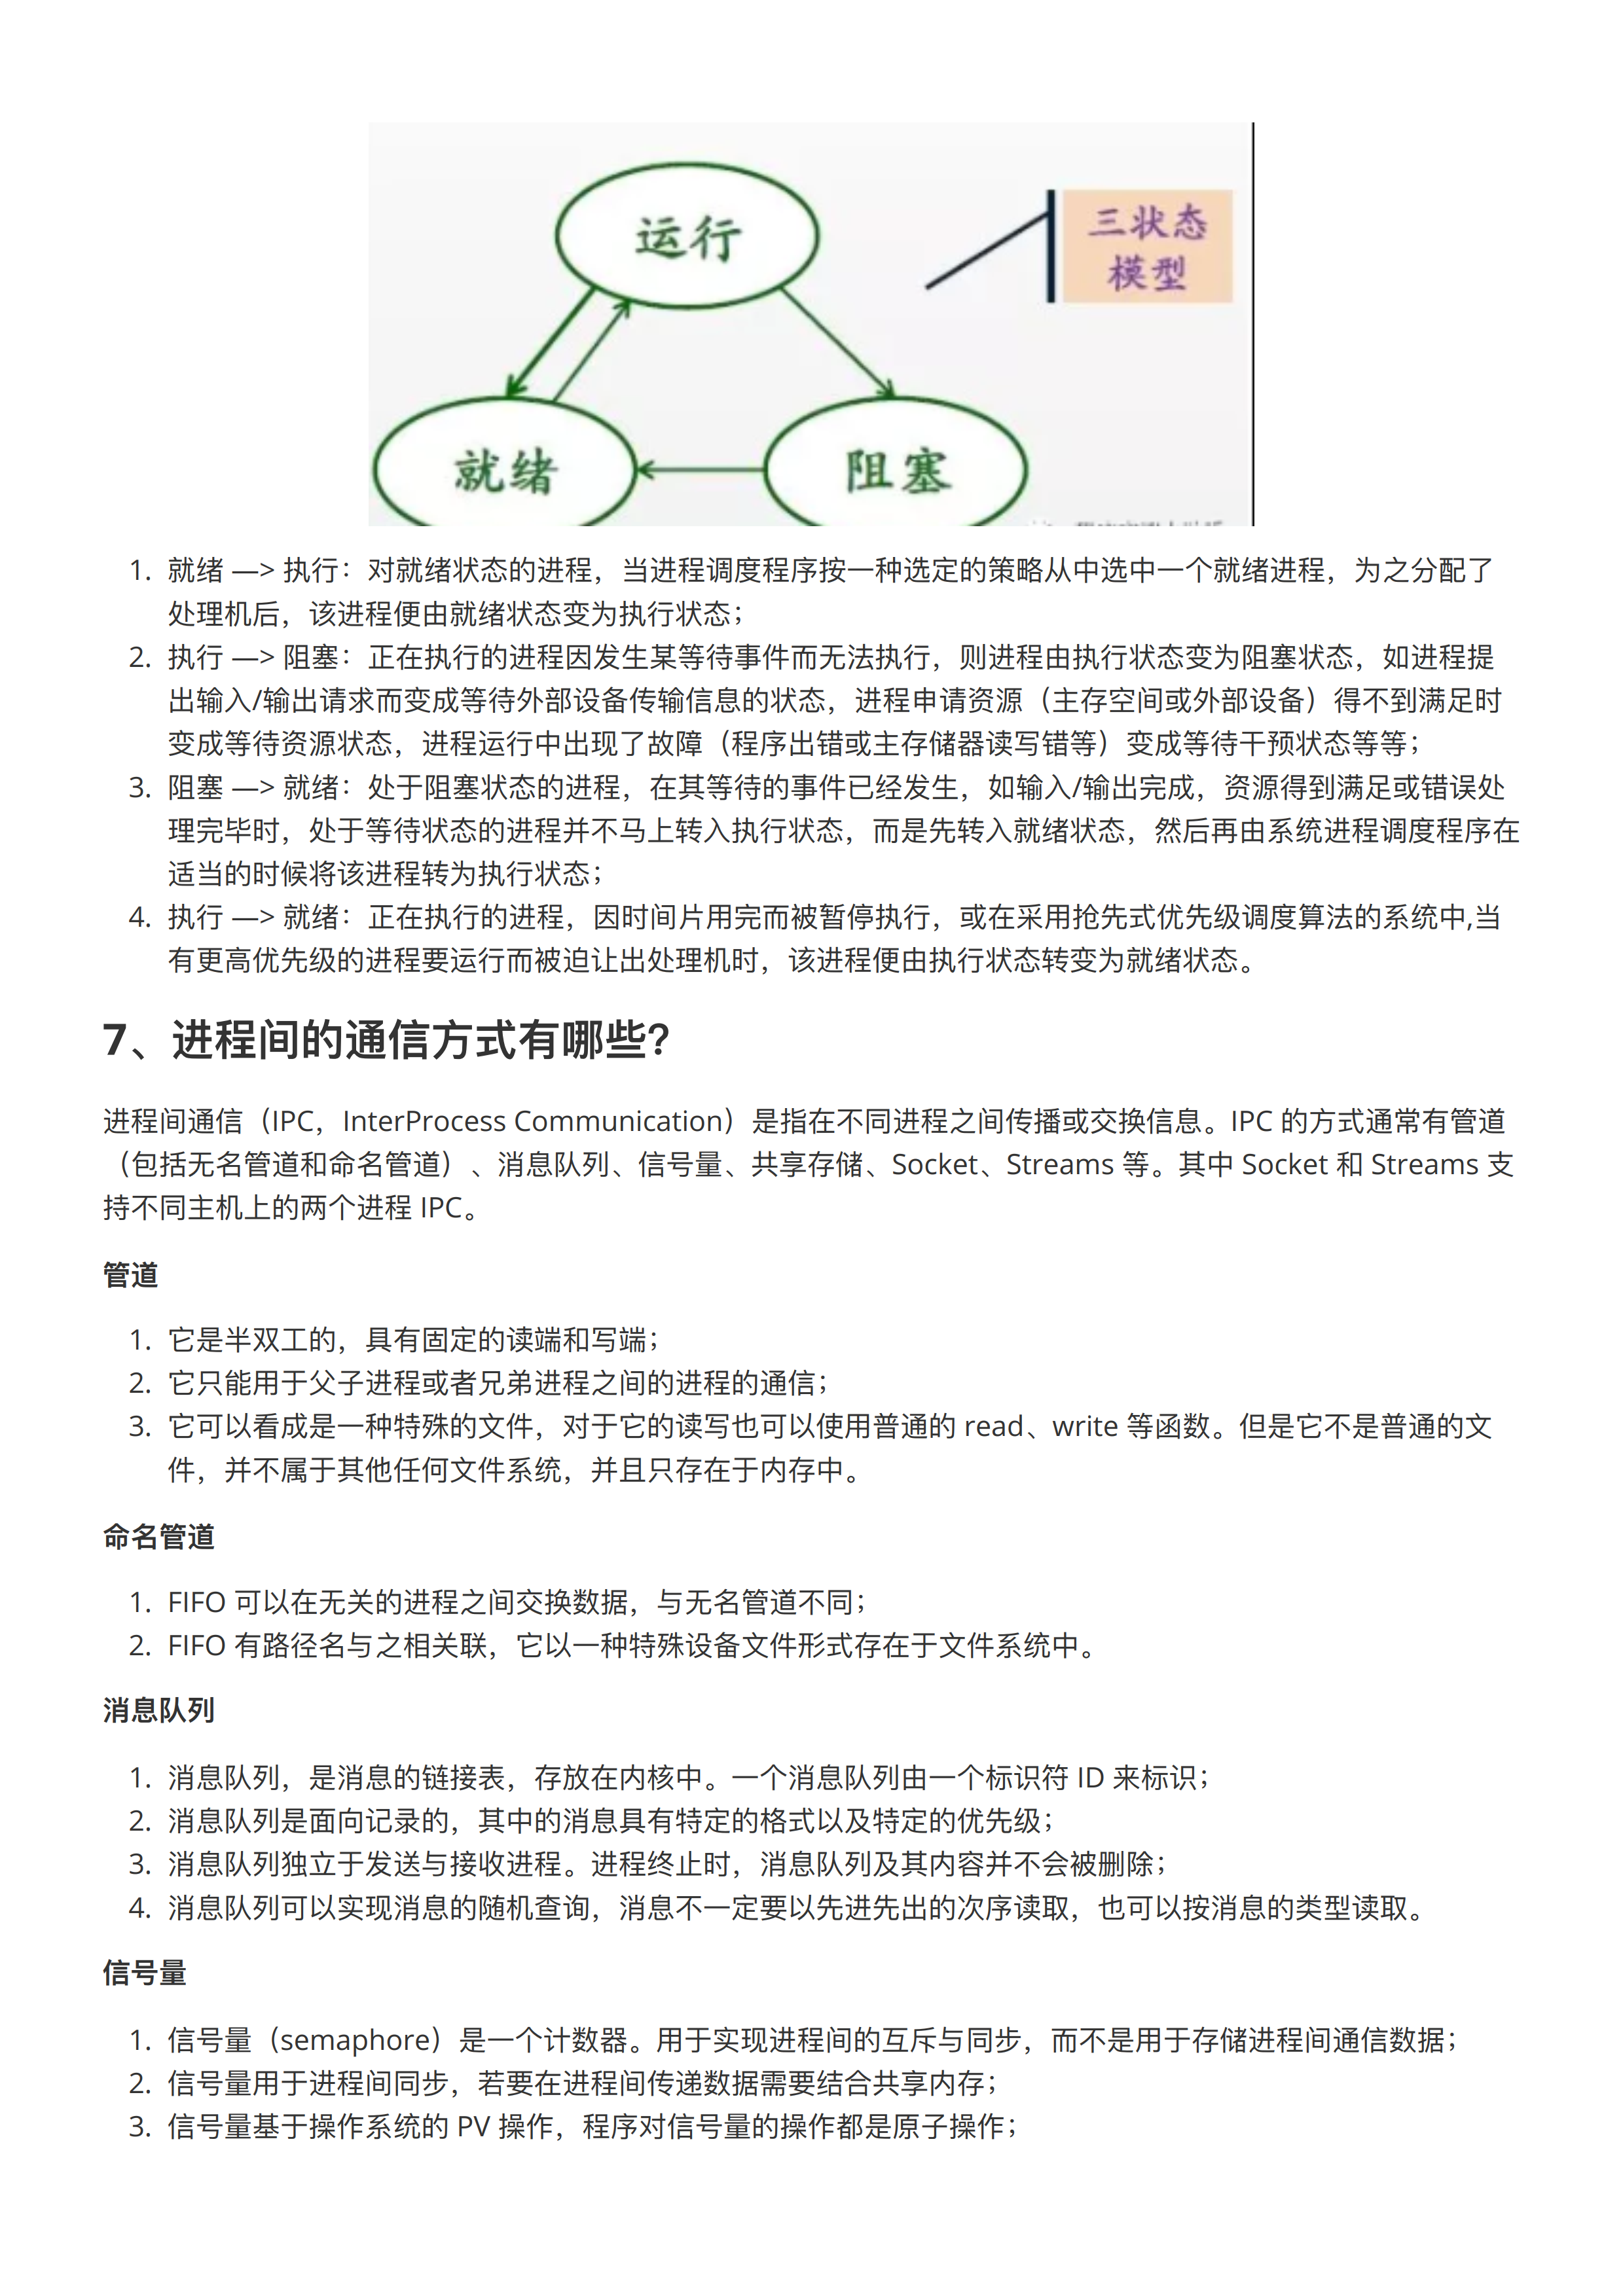 运行
三状态
模型
就绪
阻塞
1. 就绪 —> 执行：对就绪状态的进程，当进程调度程序按一种选定的策略从中选中一个就绪进程，为之分配了
处理机后，该进程便由就绪状态变为执行状态；
2. 执行 —> 阻塞：正在执行的进程因发生某等待事件而无法执行，则进程由执行状态变为阻塞状态，如进程提
出输入/输出请求而变成等待外部设备传输信息的状态，进程申请资源（主存空间或外部设备）得不到满足时
变成等待资源状态，进程运行中出现了故障（程序出错或主存储器读写错等）变成等待干预状态等等；
3. 阻塞 —> 就绪：处于阻塞状态的进程，在其等待的事件已经发生，如输入/输出完成，资源得到满足或错误处
理完毕时，处于等待状态的进程并不马上转入执行状态，而是先转入就绪状态，然后再由系统进程调度程序在
适当的时候将该进程转为执行状态；
4. 执行 —> 就绪：正在执行的进程，因时间片用完而被暂停执行，或在采用抢先式优先级调度算法的系统中,当
有更高优先级的进程要运行而被迫让出处理机时，该进程便由执行状态转变为就绪状态。
7、进程间的通信方式有哪些?
进程间通信（IPC，InterProcess Communication）是指在不同进程之间传播或交换信息。IPC 的方式通常有管道
（包括无名管道和命名管道）、消息队列、信号量、共享存储、Socket、Streams 等。其中 Socket 和 Streams 支
持不同主机上的两个进程 IPC。
管道
1. 它是半双工的，具有固定的读端和写端；
2. 它只能用于父子进程或者兄弟进程之间的进程的通信；
3. 它可以看成是一种特殊的文件，对于它的读写也可以使用普通的 read、write 等函数。但是它不是普通的文
件，并不属于其他任何文件系统，并且只存在于内存中。
命名管道
1. FIFO 可以在无关的进程之间交换数据，与无名管道不同；
2. FIFO 有路径名与之相关联，它以一种特殊设备文件形式存在于文件系统中。
消息队列
1. 消息队列，是消息的链接表，存放在内核中。一个消息队列由一个标识符 ID 来标识；
2. 消息队列是面向记录的，其中的消息具有特定的格式以及特定的优先级；
3. 消息队列独立于发送与接收进程。进程终止时，消息队列及其内容并不会被删除；
4. 消息队列可以实现消息的随机查询，消息不一定要以先进先出的次序读取，也可以按消息的类型读取。
信号量
1. 信号量（semaphore）是一个计数器。用于实现进程间的互斥与同步，而不是用于存储进程间通信数据；
2. 信号量用于进程间同步，若要在进程间传递数据需要结合共享内存；
3. 信号量基于操作系统的 PV 操作，程序对信号量的操作都是原子操作；